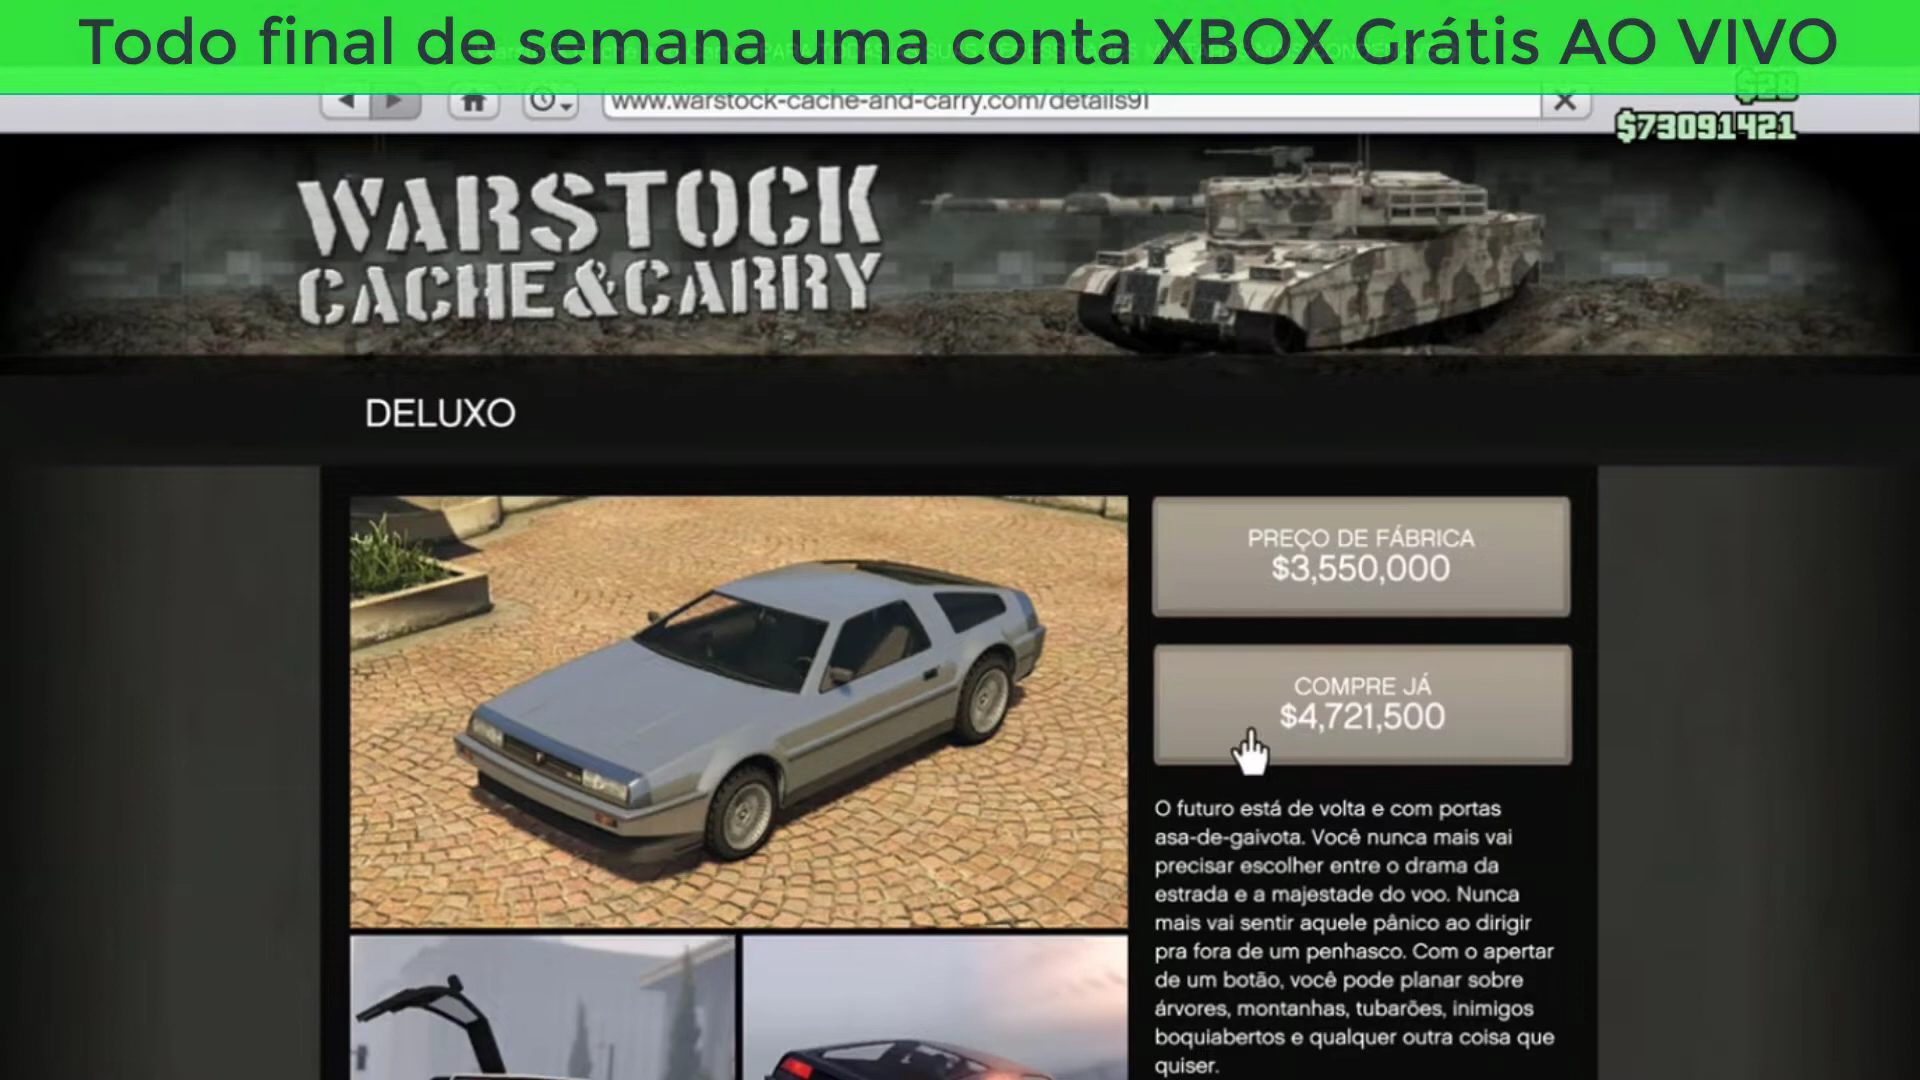 Todo final de semana uma conta XBOX Grátis AO VIVO
www.warstock-cache-and-carry.com/details91
$28
$73091421
WARSTOCK
CACHE&CARRY
DELUXO
PREÇO DE FÁBRICA
$3,550,000
COMPRE JÁ
$4,721,500
O futuro está de volta e com portas
asa-de-gaivota. Você nunca mais vai
precisar escolher entre o drama da
estrada e a majestade do voo. Nunca
mais vai sentir aquele pânico ao dirigir
pra fora de um penhasco. Com o apertar
de um botão, você pode planar sobre
árvores, montanhas, tubarões, inimigos
boquiabertos e qualquer outra coisa que
quiser.